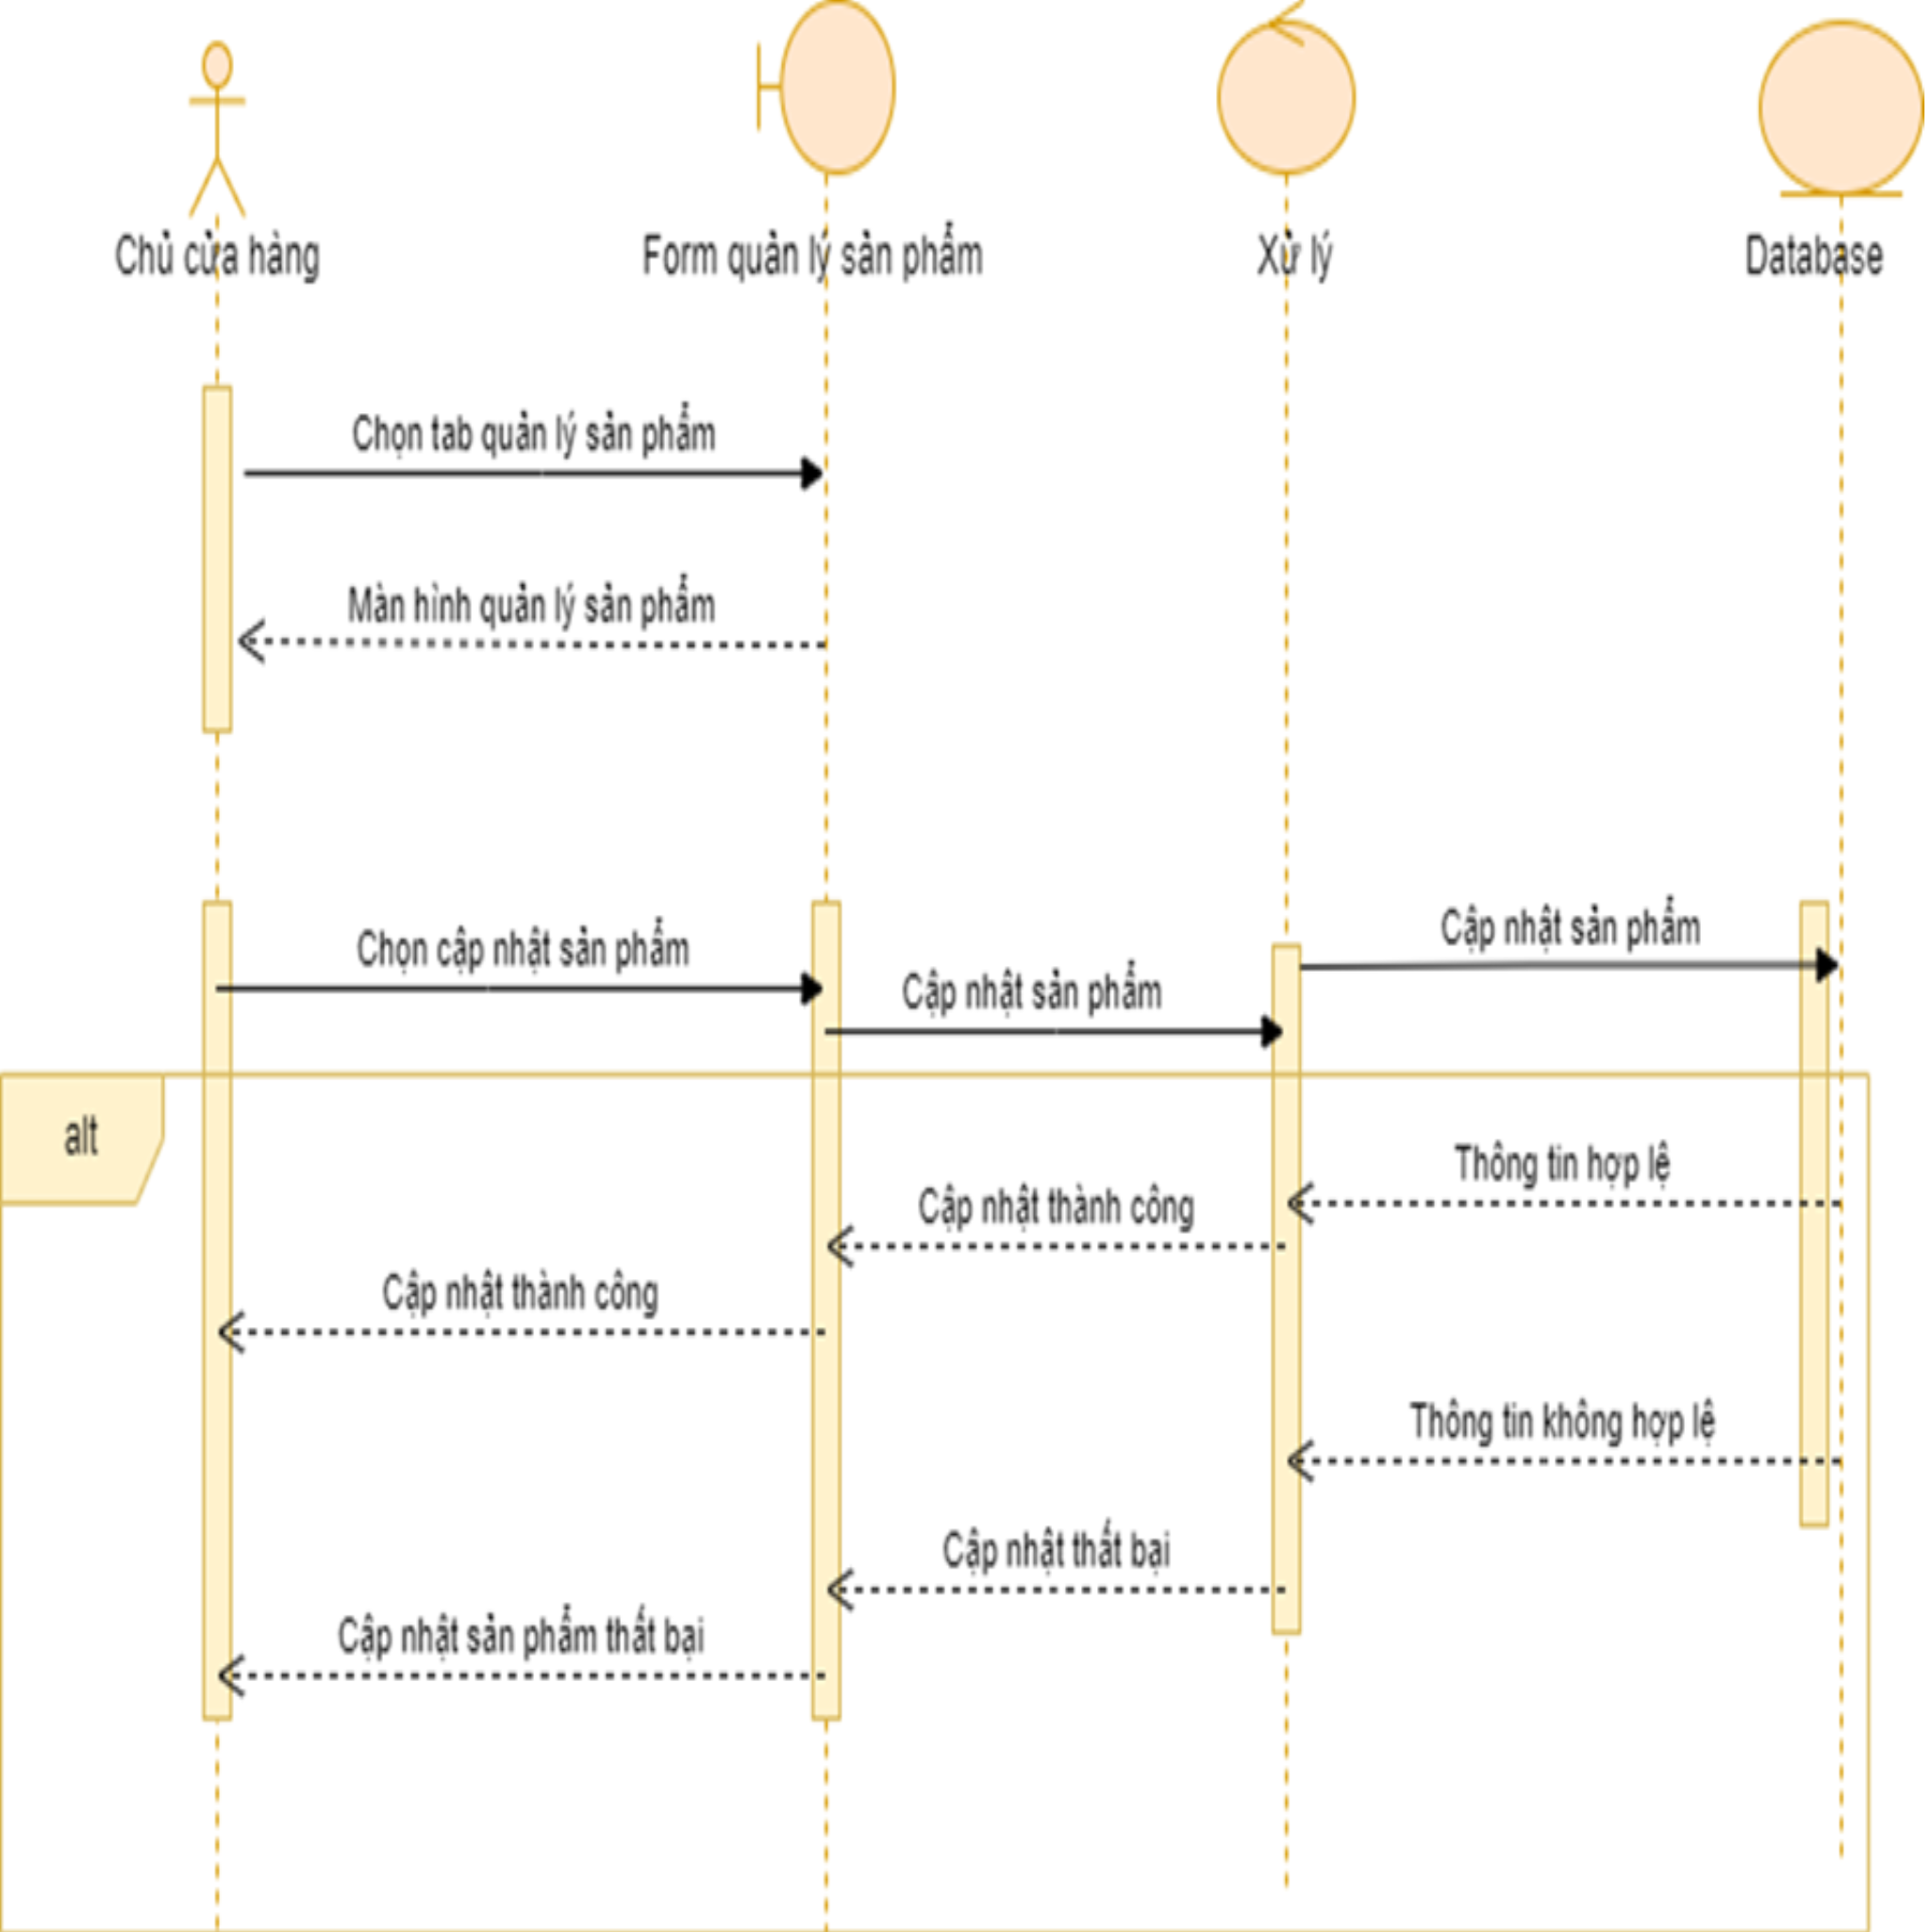 Chủ cửa hàng
Form quản lý sản phẩm
Xử lý
Database
Chọn tab quản lý sản phẩm
Màn hình quản lý sản phẩm
Cập nhật sản phẩm
Chọn cập nhật sản phẩm
Cập nhật sản phẩm
alt
Thông tin hợp lệ
Cập nhật thành công
Cập nhật thành công
Thông tin không hợp lệ
Cập nhật thất bại
Cập nhật sản phẩm thất bại